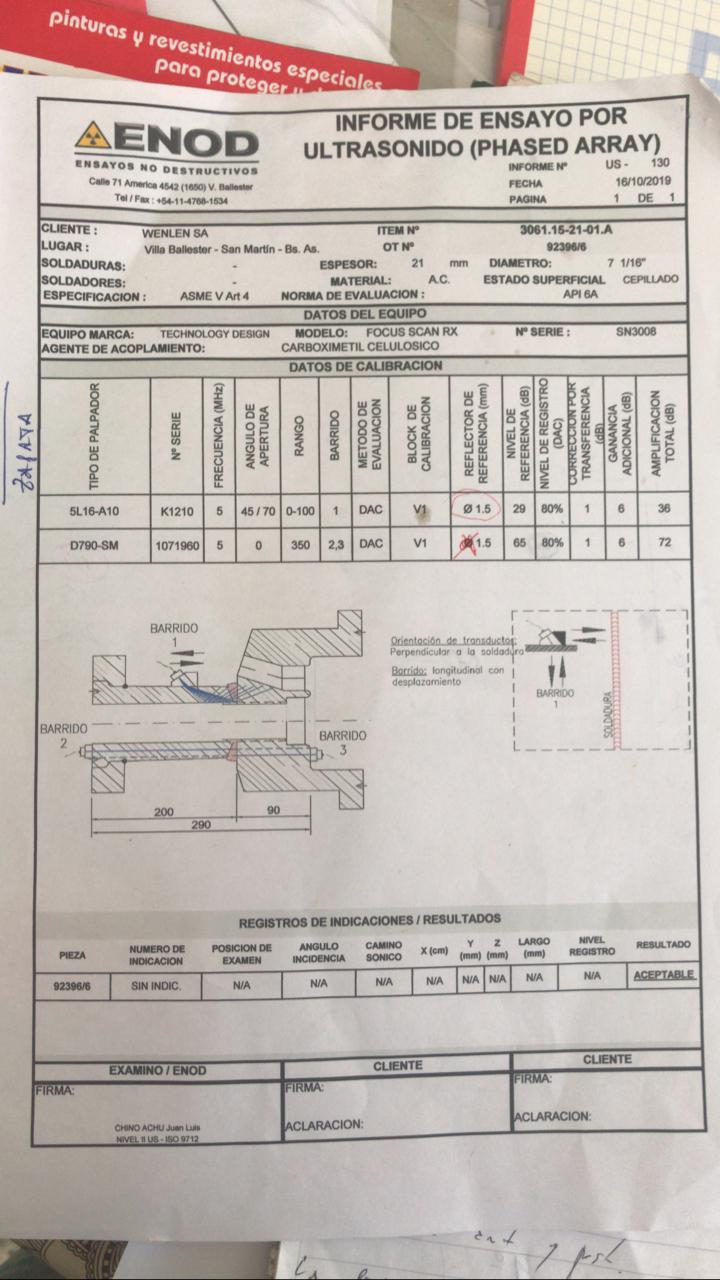 pinturas y revestimientos especiales
para proteger
ENOD
ENSAYOS NO DESTRUCTIVOS
Calle 71 America 4542 (1650) V. Ballester
Tel / Fax : +54-11-4768-1534
INFORME DE ENSAYO POR
ULTRASONIDO (PHASED ARRAY)
INFORME Nº US - 130
FECHA 16/10/2019
PAGINA 1 DE 1
CLIENTE : WENLEN SA ITEM Nº 3061.15-21-01.A
LUGAR : Villa Ballester - San Martín - Bs. As. OT Nº 92396/6
SOLDADURAS: - ESPESOR: 21 mm DIAMETRO: 7 1/16"
SOLDADORES: - MATERIAL: A.C. ESTADO SUPERFICIAL CEPILLADO
ESPECIFICACION : ASME V Art 4 NORMA DE EVALUACION : API 6A
DATOS DEL EQUIPO
EQUIPO MARCA: TECHNOLOGY DESIGN MODELO: FOCUS SCAN RX Nº SERIE : SN3008
AGENTE DE ACOPLAMIENTO: CARBOXIMETIL CELULOSICO
DATOS DE CALIBRACION
TIPO DE PALPADOR Nº SERIE FRECUENCIA (MHz) ANGULO DE APERTURA RANGO BARRIDO METODO DE EVALUACION BLOCK DE CALIBRACION REFLECTOR DE REFERENCIA (mm) NIVEL DE REFERENCIA (dB) NIVEL DE REGISTRO (DAC) CORRECCION POR TRANSFERENCIA (dB) GANANCIA ADICIONAL (dB) AMPLIFICACION TOTAL (dB)
5L16-A10 K1210 5 45 / 70 0-100 1 DAC V1 Ø 1.5 29 80% 1 6 36
D790-SM 1071960 5 0 350 2,3 DAC V1 Ø 1.5 65 80% 1 6 72
BARRIDO
1
BARRIDO
2
BARRIDO
3
200
90
290
Orientación de transductor:
Perpendicular a la soldadura
Barrido: longitudinal con
desplazamiento
BARRIDO
1
SOLDADURA
REGISTROS DE INDICACIONES / RESULTADOS
PIEZA NUMERO DE INDICACION POSICION DE EXAMEN ANGULO INCIDENCIA CAMINO SONICO X (cm) Y (mm) Z (mm) LARGO (mm) NIVEL REGISTRO RESULTADO
92396/6 SIN INDIC. N/A N/A N/A N/A N/A N/A N/A N/A ACEPTABLE
EXAMINO / ENOD CLIENTE CLIENTE
FIRMA: FIRMA: FIRMA:
CHINO ACHU Juan Luis ACLARACION: ACLARACION:
NIVEL II US - ISO 9712